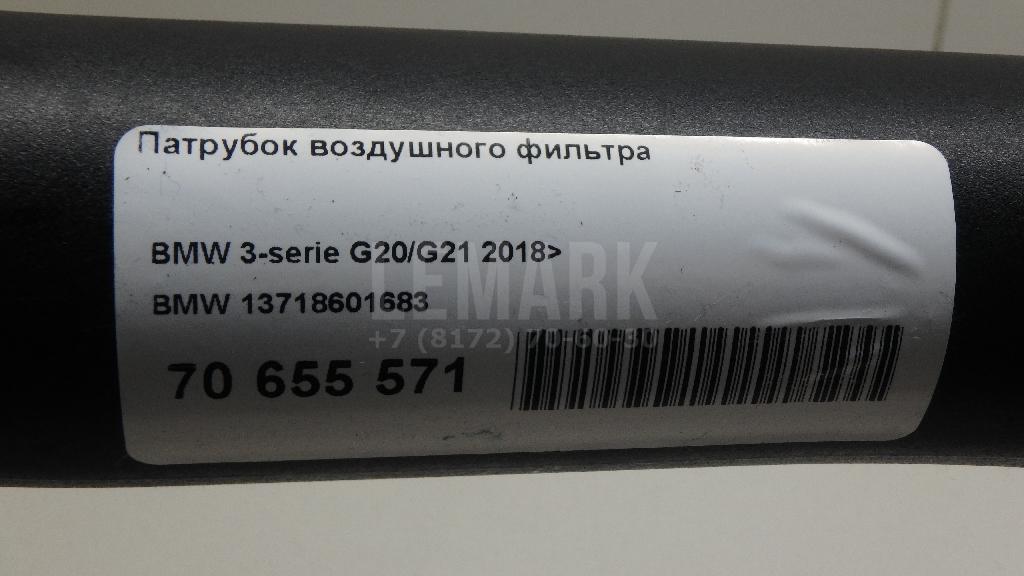 Патрубок воздушного фильтра
BMW 3-serie G20/G21 2018>
BMW 13718601683
LEMARK
+7 (8172) 70-60-80
70 655 571